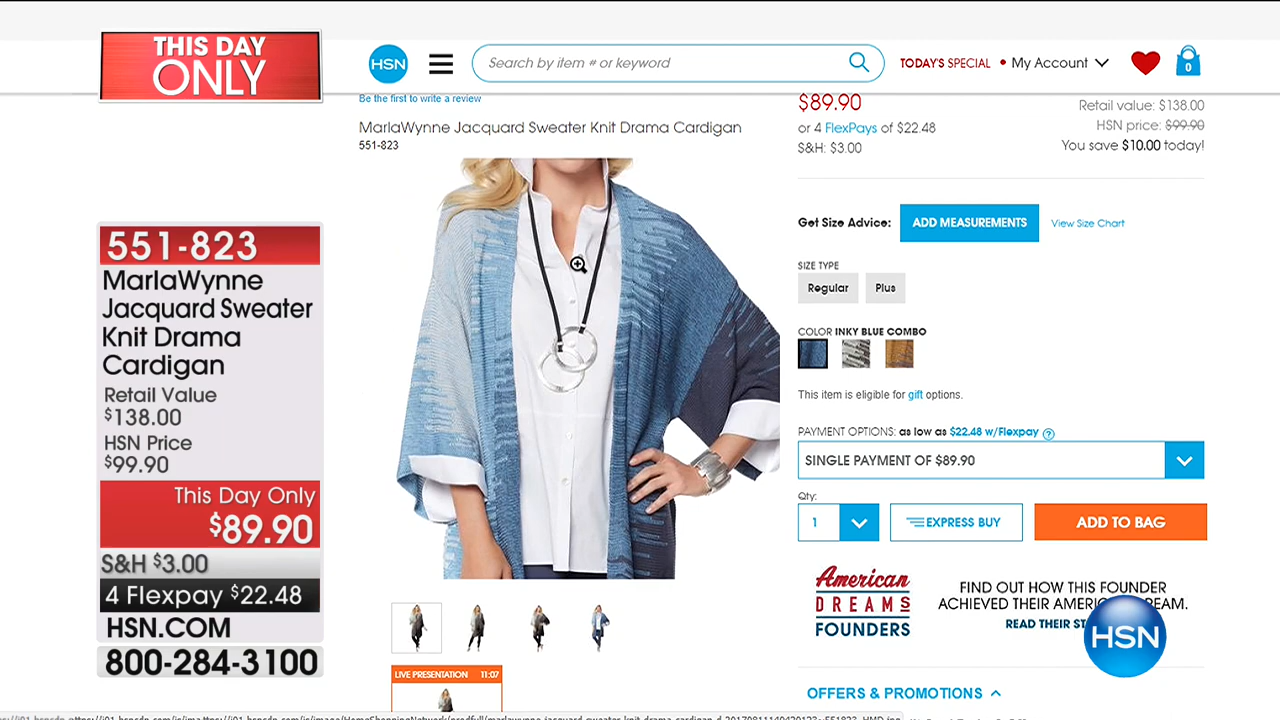 THIS DAY
ONLY
551-823
MarlaWynne
Jacquard Sweater
Knit Drama
Cardigan
Retail Value
$138.00
HSN Price
$99.90
This Day Only
$89.90
S&H $3.00
4 Flexpay $22.48
HSN.COM
800-284-3100
HSN
Search by item # or keyword
TODAY'S SPECIAL • My Account
0
Be the first to write a review
MarlaWynne Jacquard Sweater Knit Drama Cardigan
551-823
LIVE PRESENTATION 11:07
$89.90
or 4 FlexPays of $22.48
S&H: $3.00
Retail value: $138.00
HSN price: $99.90
You save $10.00 today!
Get Size Advice: ADD MEASUREMENTS View Size Chart
SIZE TYPE
Regular Plus
COLOR INKY BLUE COMBO
This item is eligible for gift options.
PAYMENT OPTIONS: as low as $22.48 w/Flexpay ?
SINGLE PAYMENT OF $89.90
Qty:
1 EXPRESS BUY ADD TO BAG
American
DREAMS
FOUNDERS
FIND OUT HOW THIS FOUNDER
ACHIEVED THEIR AMERIC EAM.
READ THEIR ST
HSN
OFFERS & PROMOTIONS